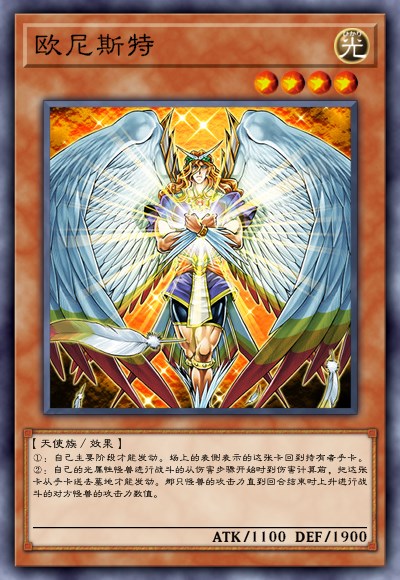 欧尼斯特
光
【天使族／效果】
①：自己主要阶段才能发动。场上的表侧表示的这张卡回到持有者手卡。
②：自己的光属性怪兽进行战斗的从伤害步骤开始时到伤害计算前，把这张
卡从手卡送去墓地才能发动。那只怪兽的攻击力直到回合结束时上升进行战
斗的对方怪兽的攻击力数值。
ATK/1100 DEF/1900